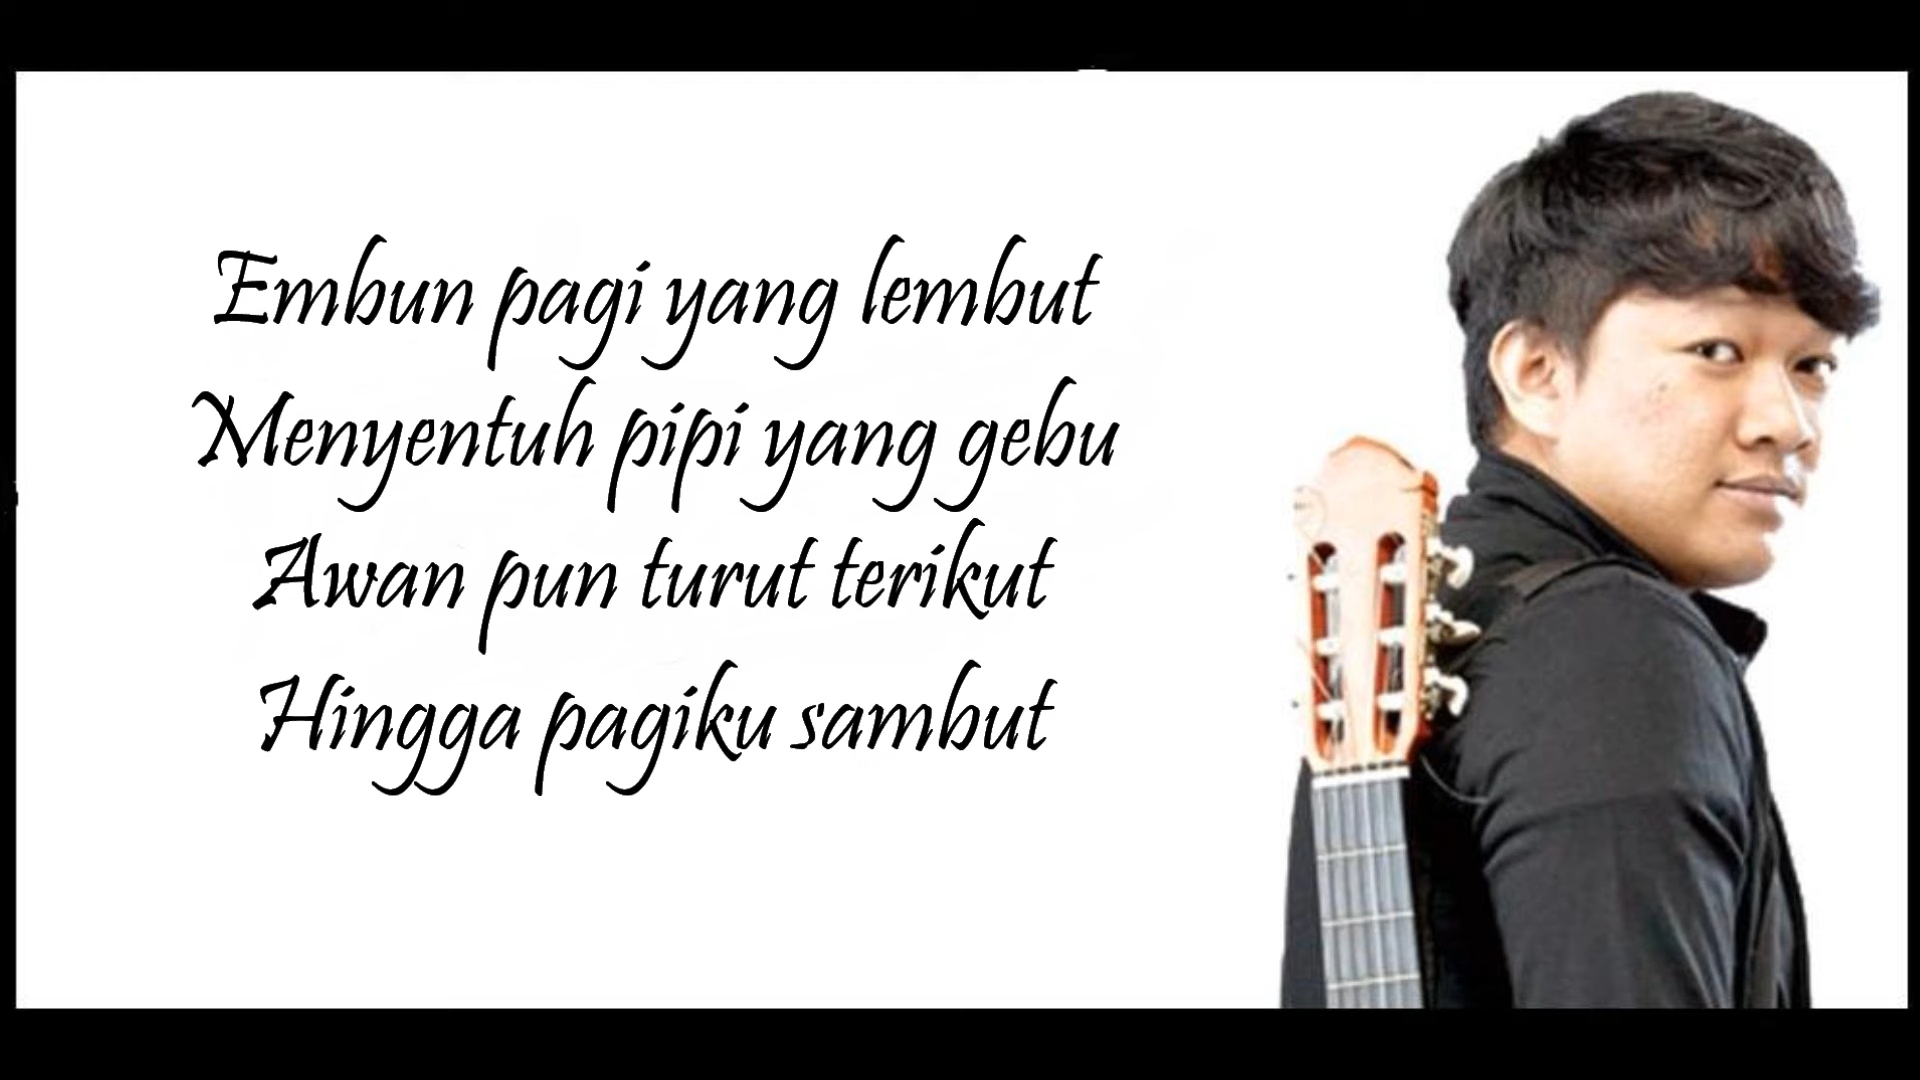 Embun pagi yang lembut
Menyentuh pipi yang gebu
Awan pun turut terikut
Hingga pagiku sambut